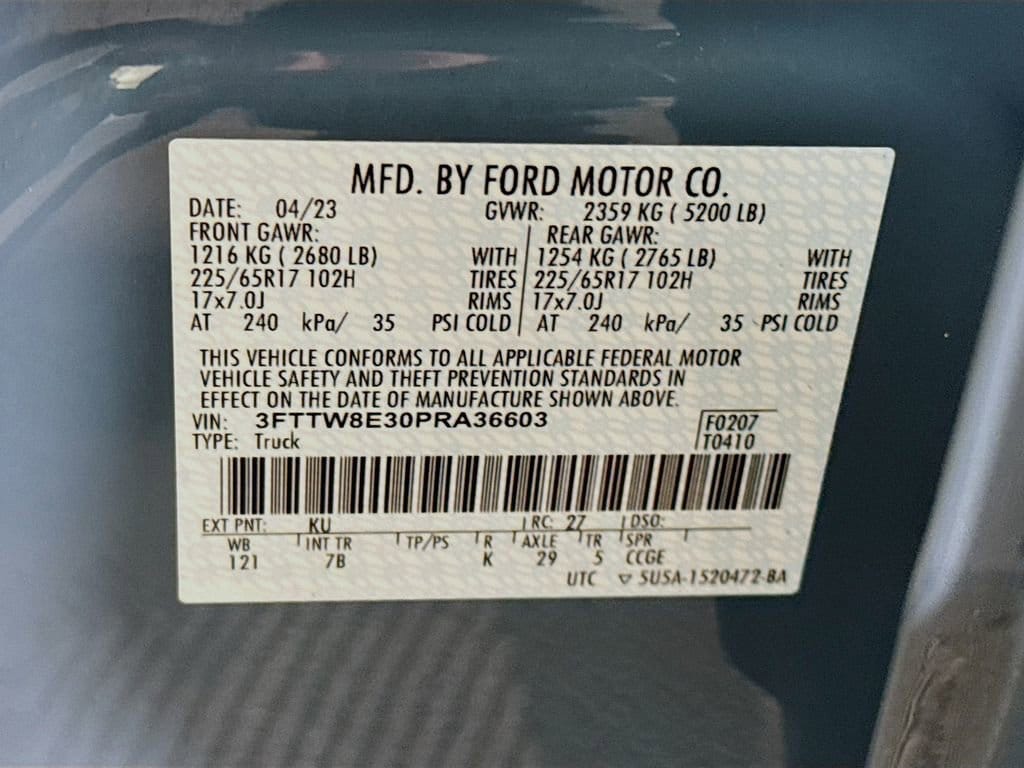 MFD. BY FORD MOTOR CO.
DATE: 04/23 GVWR: 2359 KG ( 5200 LB)
FRONT GAWR: REAR GAWR:
1216 KG ( 2680 LB) WITH 1254 KG ( 2765 LB) WITH
225/65R17 102H TIRES 225/65R17 102H TIRES
17x7.0J RIMS 17x7.0J RIMS
AT 240 kPa/ 35 PSI COLD AT 240 kPa/ 35 PSI COLD
THIS VEHICLE CONFORMS TO ALL APPLICABLE FEDERAL MOTOR
VEHICLE SAFETY AND THEFT PREVENTION STANDARDS IN
EFFECT ON THE DATE OF MANUFACTURE SHOWN ABOVE.
VIN: 3FTTW8E30PRA36603 F0207
TYPE: Truck T0410
EXT PNT: KU RC: 27 DSO:
WB INT TR TP/PS R AXLE TR SPR
121 7B K 29 5 CCGE
UTC ▽ 5USA-1520472-BA